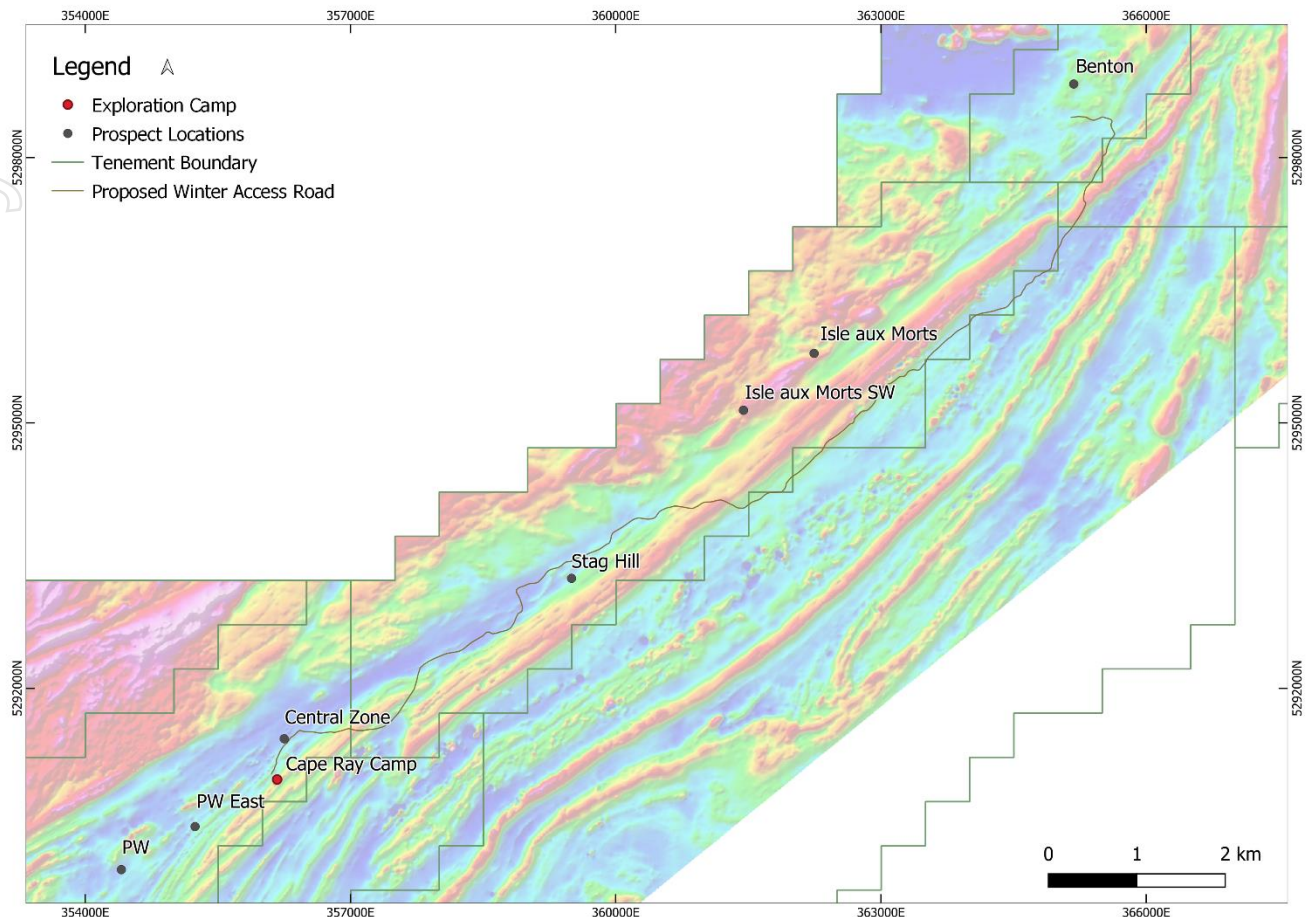 354000E
357000E
360000E
363000E
366000E
Legend
Exploration Camp
Prospect Locations
Tenement Boundary
Proposed Winter Access Road
Benton
5298000N
5298000N
Isle aux Morts
Isle aux Morts SW
5295000N
5295000N
Stag Hill
5292000N
5292000N
Central Zone
Cape Ray Camp
PW East
PW
0 1 2 km
354000E
357000E
360000E
363000E
366000E